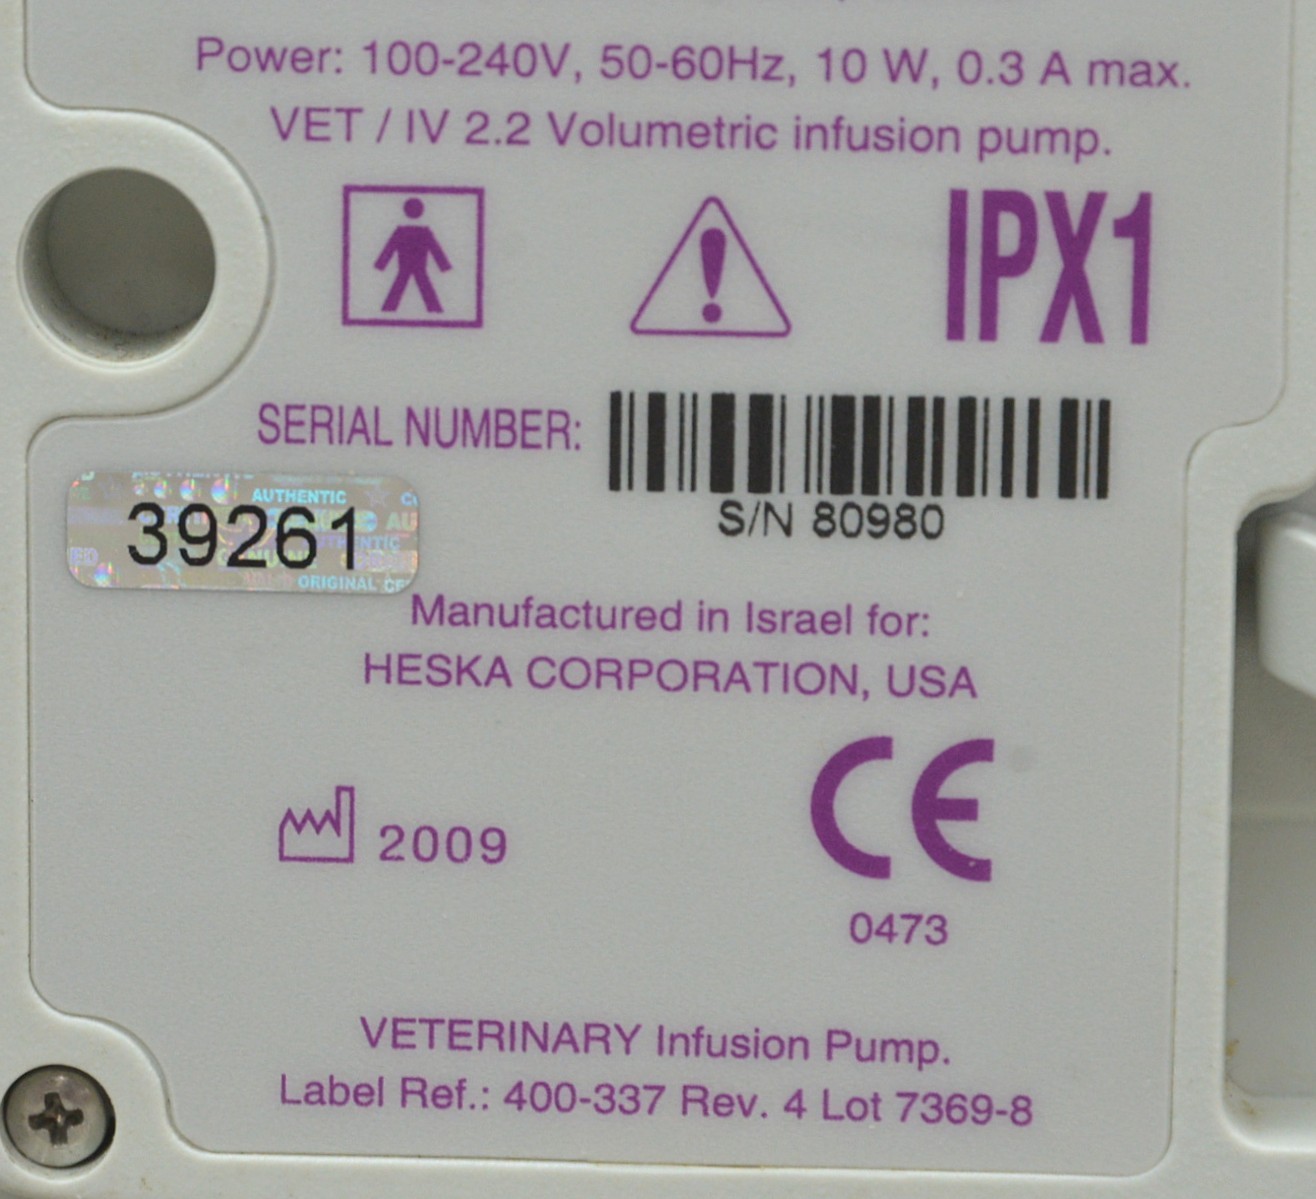 Power: 100-240V, 50-60Hz, 10 W, 0.3 A max.
VET / IV 2.2 Volumetric infusion pump.
IPX1
SERIAL NUMBER:
S/N 80980
AUTHENTIC
39261
ORIGINAL
Manufactured in Israel for:
HESKA CORPORATION, USA
2009
CE
0473
VETERINARY Infusion Pump.
Label Ref.: 400-337 Rev. 4 Lot 7369-8